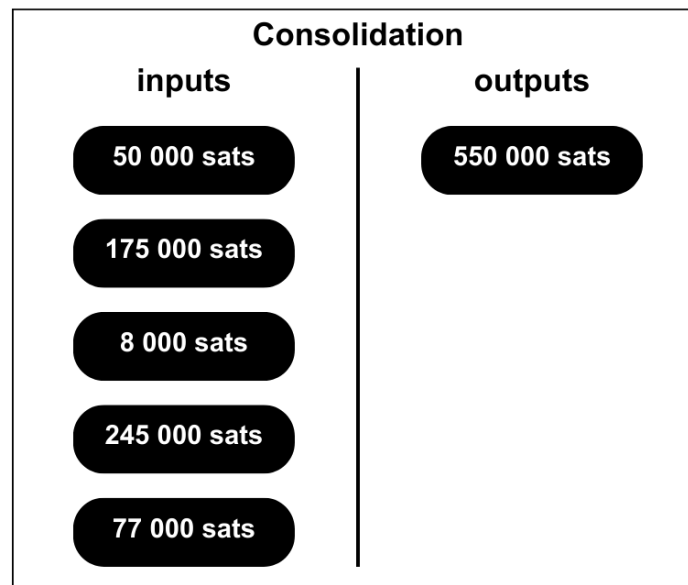 Consolidation
inputs
outputs
50 000 sats
550 000 sats
175 000 sats
8 000 sats
245 000 sats
77 000 sats